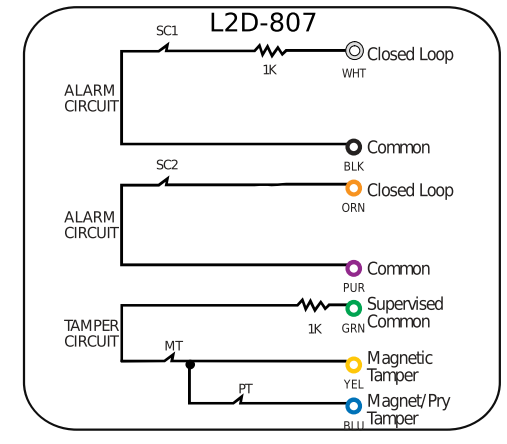 L2D-807
SC1
1K
Closed Loop
WHT
ALARM
CIRCUIT
Common
BLK
SC2
Closed Loop
ORN
ALARM
CIRCUIT
Common
PUR
Supervised
Common
1K
GRN
TAMPER
CIRCUIT
MT
Magnetic
Tamper
YEL
PT
Magnet/Pry
Tamper
BLU